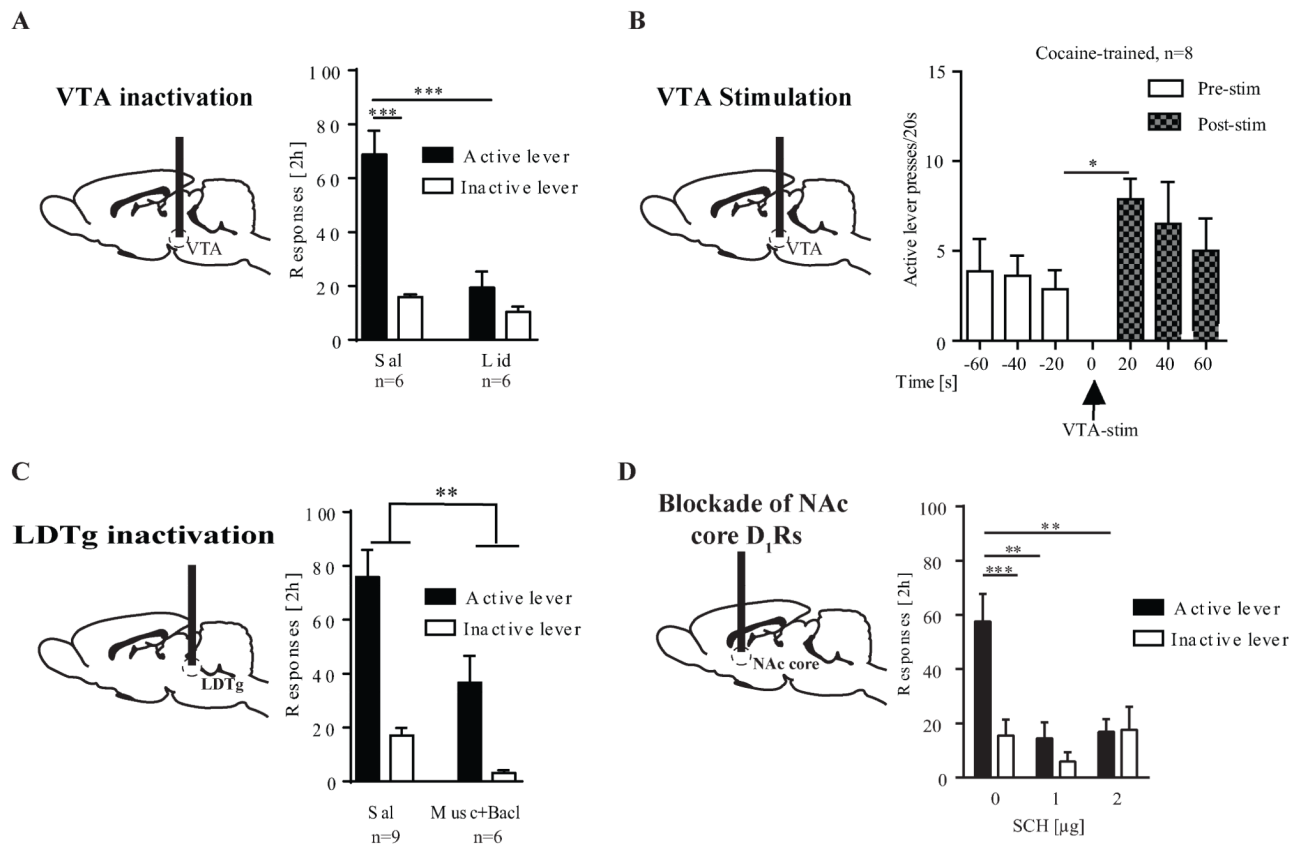 A
VTA inactivation
VTA
Responses [2h]
100
80
60
40
20
0
***
***
Active lever
Inactive lever
Sal
Lid
n=6
n=6
B
VTA Stimulation
VTA
Cocaine-trained, n=8
Active lever presses/20s
15
10
5
0
Pre-stim
Post-stim
*
-60 -40 -20 0 20 40 60
Time [s]
VTA-stim
C
LDTg inactivation
LDTg
Responses [2h]
100
80
60
40
20
0
**
Active lever
Inactive lever
Sal
Musc+Bacl
n=9
n=6
D
Blockade of NAc
core D1Rs
NAc core
Responses [2h]
100
80
60
40
20
0
**
**
***
Active lever
Inactive lever
0 1 2
SCH [µg]